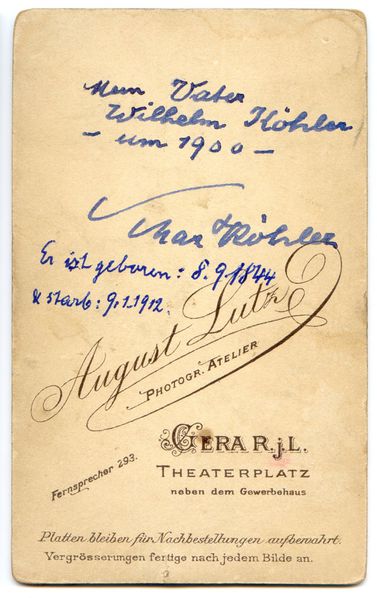 Mein Vater
Wilhelm Köhler
- um 1900 -
Max Köhler
Er ist geboren: 8.9.1844
& starb: 9.1.1912.
August Lutz
PHOTOGR. ATELIER
GERA R.j.L.
THEATERPLATZ
neben dem Gewerbehaus
Fernsprecher 293.
Platten bleiben für Nachbestellungen aufbewahrt.
Vergrösserungen fertige nach jedem Bilde an.